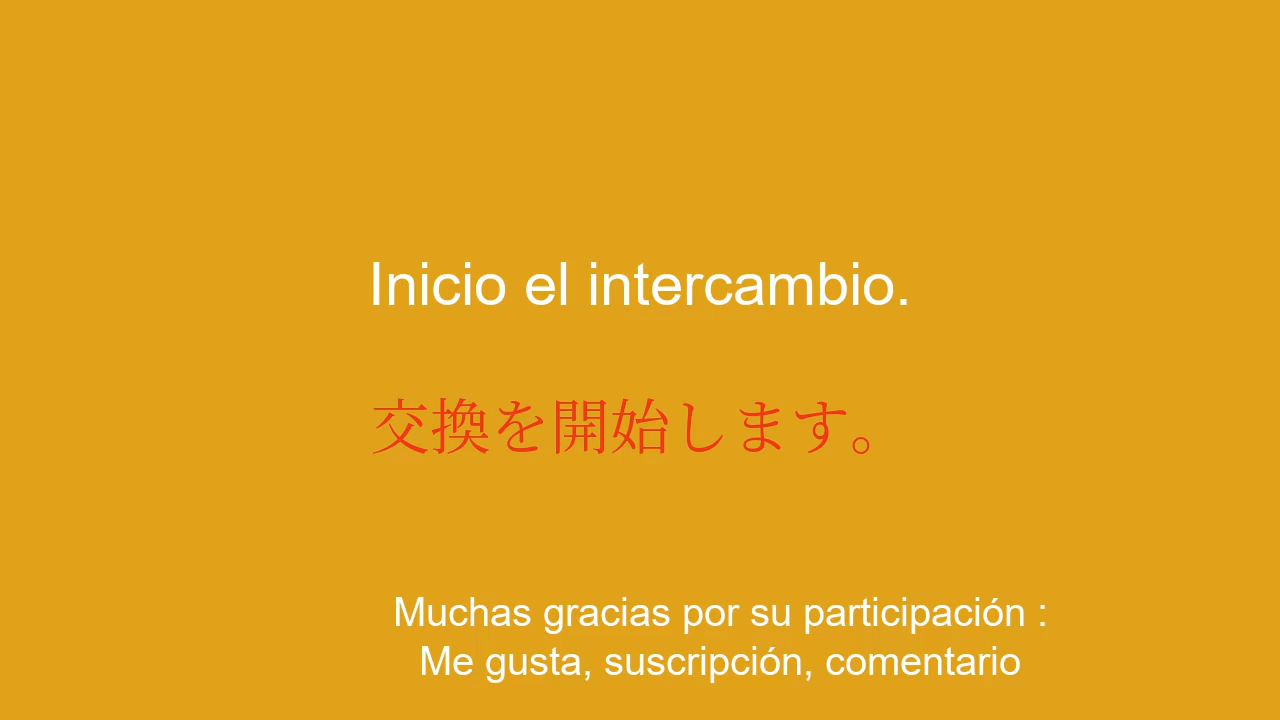 Inicio el intercambio.
交換を開始します。
Muchas gracias por su participación :
Me gusta, suscripción, comentario